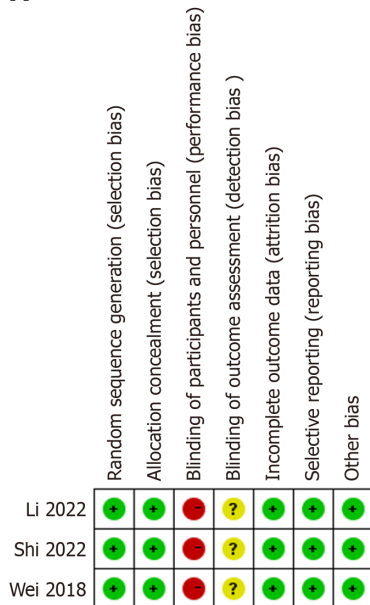 Random sequence generation (selection bias)
Allocation concealment (selection bias)
Blinding of participants and personnel (performance bias)
Blinding of outcome assessment (detection bias )
Incomplete outcome data (attrition bias)
Selective reporting (reporting bias)
Other bias
Li 2022 + + - ? + + +
Shi 2022 + + - ? + + +
Wei 2018 + + - ? + + +